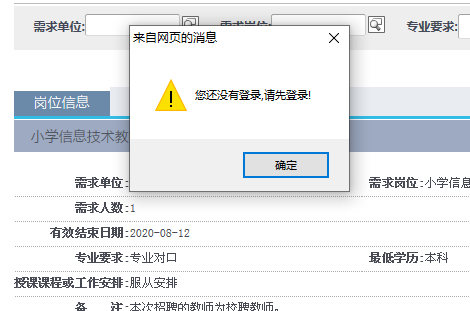 需求单位: 需求岗位: 专业要求:
来自网页的消息
您还没有登录,请先登录!
确定
岗位信息
小学信息技术教
需求单位: 需求岗位:小学信息
需求人数:1
有效结束日期:2020-08-12
专业要求:专业对口 最低学历:本科
授课课程或工作安排:服从安排
备 注:本次招聘的教师为校聘教师。